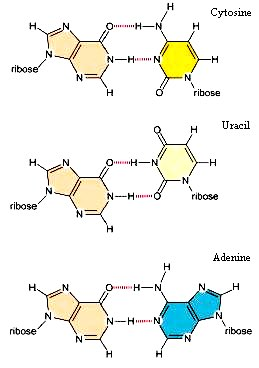 H Cytosine
O H N
H
H N
N H N H
ribose N N N
H O ribose
Uracil
O H
O H N
H N H
N H O N
ribose N N ribose
H
Adenine
H
O H N H
H N N H
N H N N
ribose N N N ribose
H H